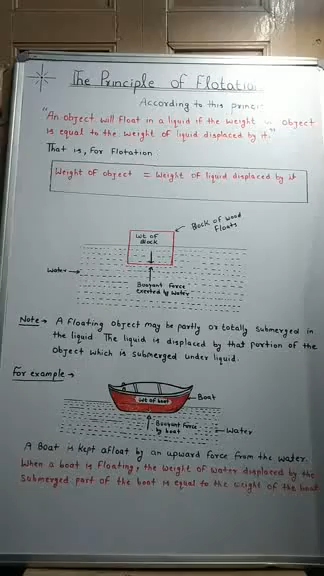 The Principle of Flotation
According to this princi
"An object will float in a liquid if the weight of object
is equal to the weight of liquid displaced by it."
That is, For Flotation
Weight of object = Weight of liquid displaced by it
Wt of
Block
Bock of wood
Floats
Water
Buoyant Force
exerted by water
Note → A Floating object may be partly or totally submerged in
the liquid. The liquid is displaced by that portion of the
object which is submerged under liquid.
For example →
wt of boat
Boat
Buoyant Force
by boat
Water
A Boat is kept afloat by an upward force from the water.
When a boat is floating, the weight of water displaced by the
submerged part of the boat is equal to the weight of the boat